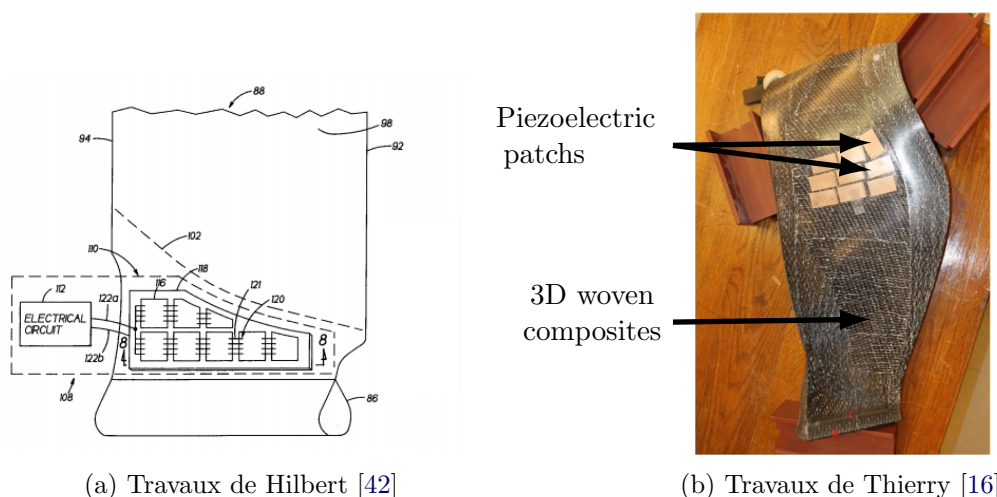 88
98
94
92
102
110
118
116
121
120
112
122a
ELECTRICAL
CIRCUIT
8
8
122b
108
86
Piezoelectric
patchs
3D woven
composites
(a) Travaux de Hilbert [42]
(b) Travaux de Thierry [16]